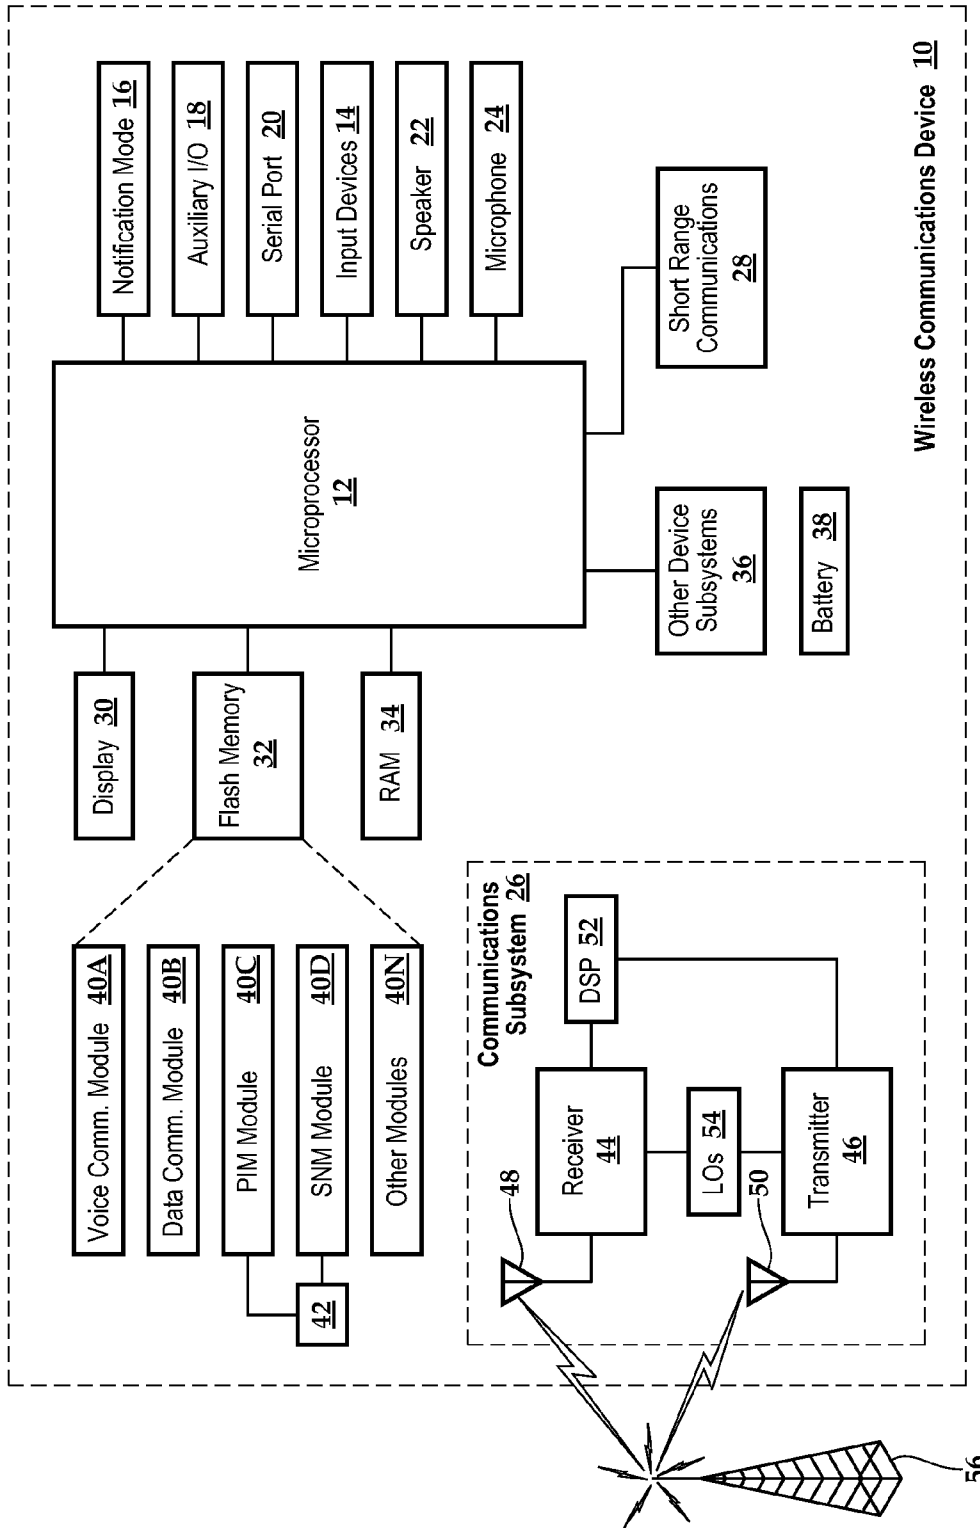 Voice Comm. Module 40A
Data Comm. Module 40B
PIM Module 40C
SNM Module 40D
Other Modules 40N
42
Display 30
Flash Memory
32
RAM 34
Microprocessor
12
Notification Mode 16
Auxiliary I/O 18
Serial Port 20
Input Devices 14
Speaker 22
Microphone 24
Short Range
Communications
28
Other Device
Subsystems
36
Battery 38
Communications
Subsystem 26
DSP 52
Receiver
44
48
LOs 54
50
Transmitter
46
56
Wireless Communications Device 10